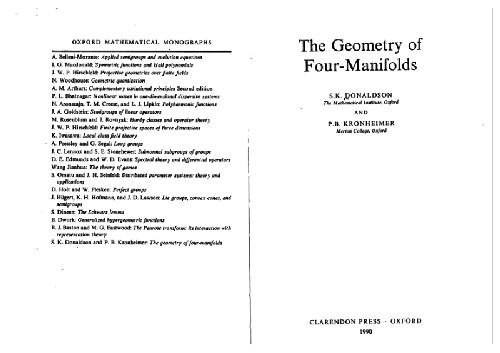 OXFORD MATHEMATICAL MONOGRAPHS
A. Belleni-Morante: Applied semigroups and evolution equations
I. G. Macdonald: Symmetric functions and Hall polynomials
J. W. P. Hirschfeld: Projective geometries over finite fields
N. Woodhouse: Geometric quantization
A. M. Arthurs: Complementary variational principles Second edition
P. L. Bhatnagar: Nonlinear waves in one-dimensional dispersive systems
N. Aronszajn, T. M. Creese, and L. J. Lipkin: Polyharmonic functions
J. A. Goldstein: Semigroups of linear operators
M. Rosenblum and J. Rovnyak: Hardy classes and operator theory
J. W. P. Hirschfeld: Finite projective spaces of three dimensions
K. Iwasawa: Local class field theory
A. Pressley and G. Segal: Loop groups
J. C. Lennox and S. E. Stonehewer: Subnormal subgroups of groups
D. E. Edmunds and W. D. Evans: Spectral theory and differential operators
Wang Jianhua: The theory of games
S. Omatu and J. H. Seinfeld: Distributed parameter systems: theory and
applications
D. Holt and W. Plesken: Perfect groups
J. Hilgert, K. H. Hofmann, and J. D. Lawson: Lie groups, convex cones, and
semigroups
S. Dineen: The Schwarz lemma
B. Dwork: Generalized hypergeometric functions
R. J. Baston and M. G. Eastwood: The Penrose transform: Its interaction with
representation theory
S. K. Donaldson and P. B. Kronheimer: The geometry of four-manifolds
The Geometry of
Four-Manifolds
S.K. DONALDSON
The Mathematical Institute, Oxford
AND
P.B. KRONHEIMER
Merton College, Oxford
CLARENDON PRESS · OXFORD
1990